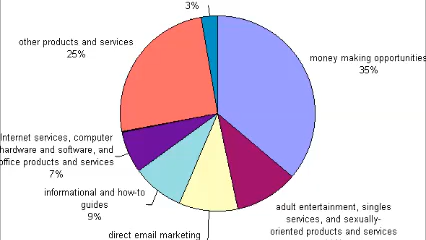 3%
other products and services
25%
money making opportunities
35%
Internet services, computer
hardware and software, and
office products and services
7%
informational and how-to
guides
9%
direct email marketing
adult entertainment, singles
services, and sexually-
oriented products and services